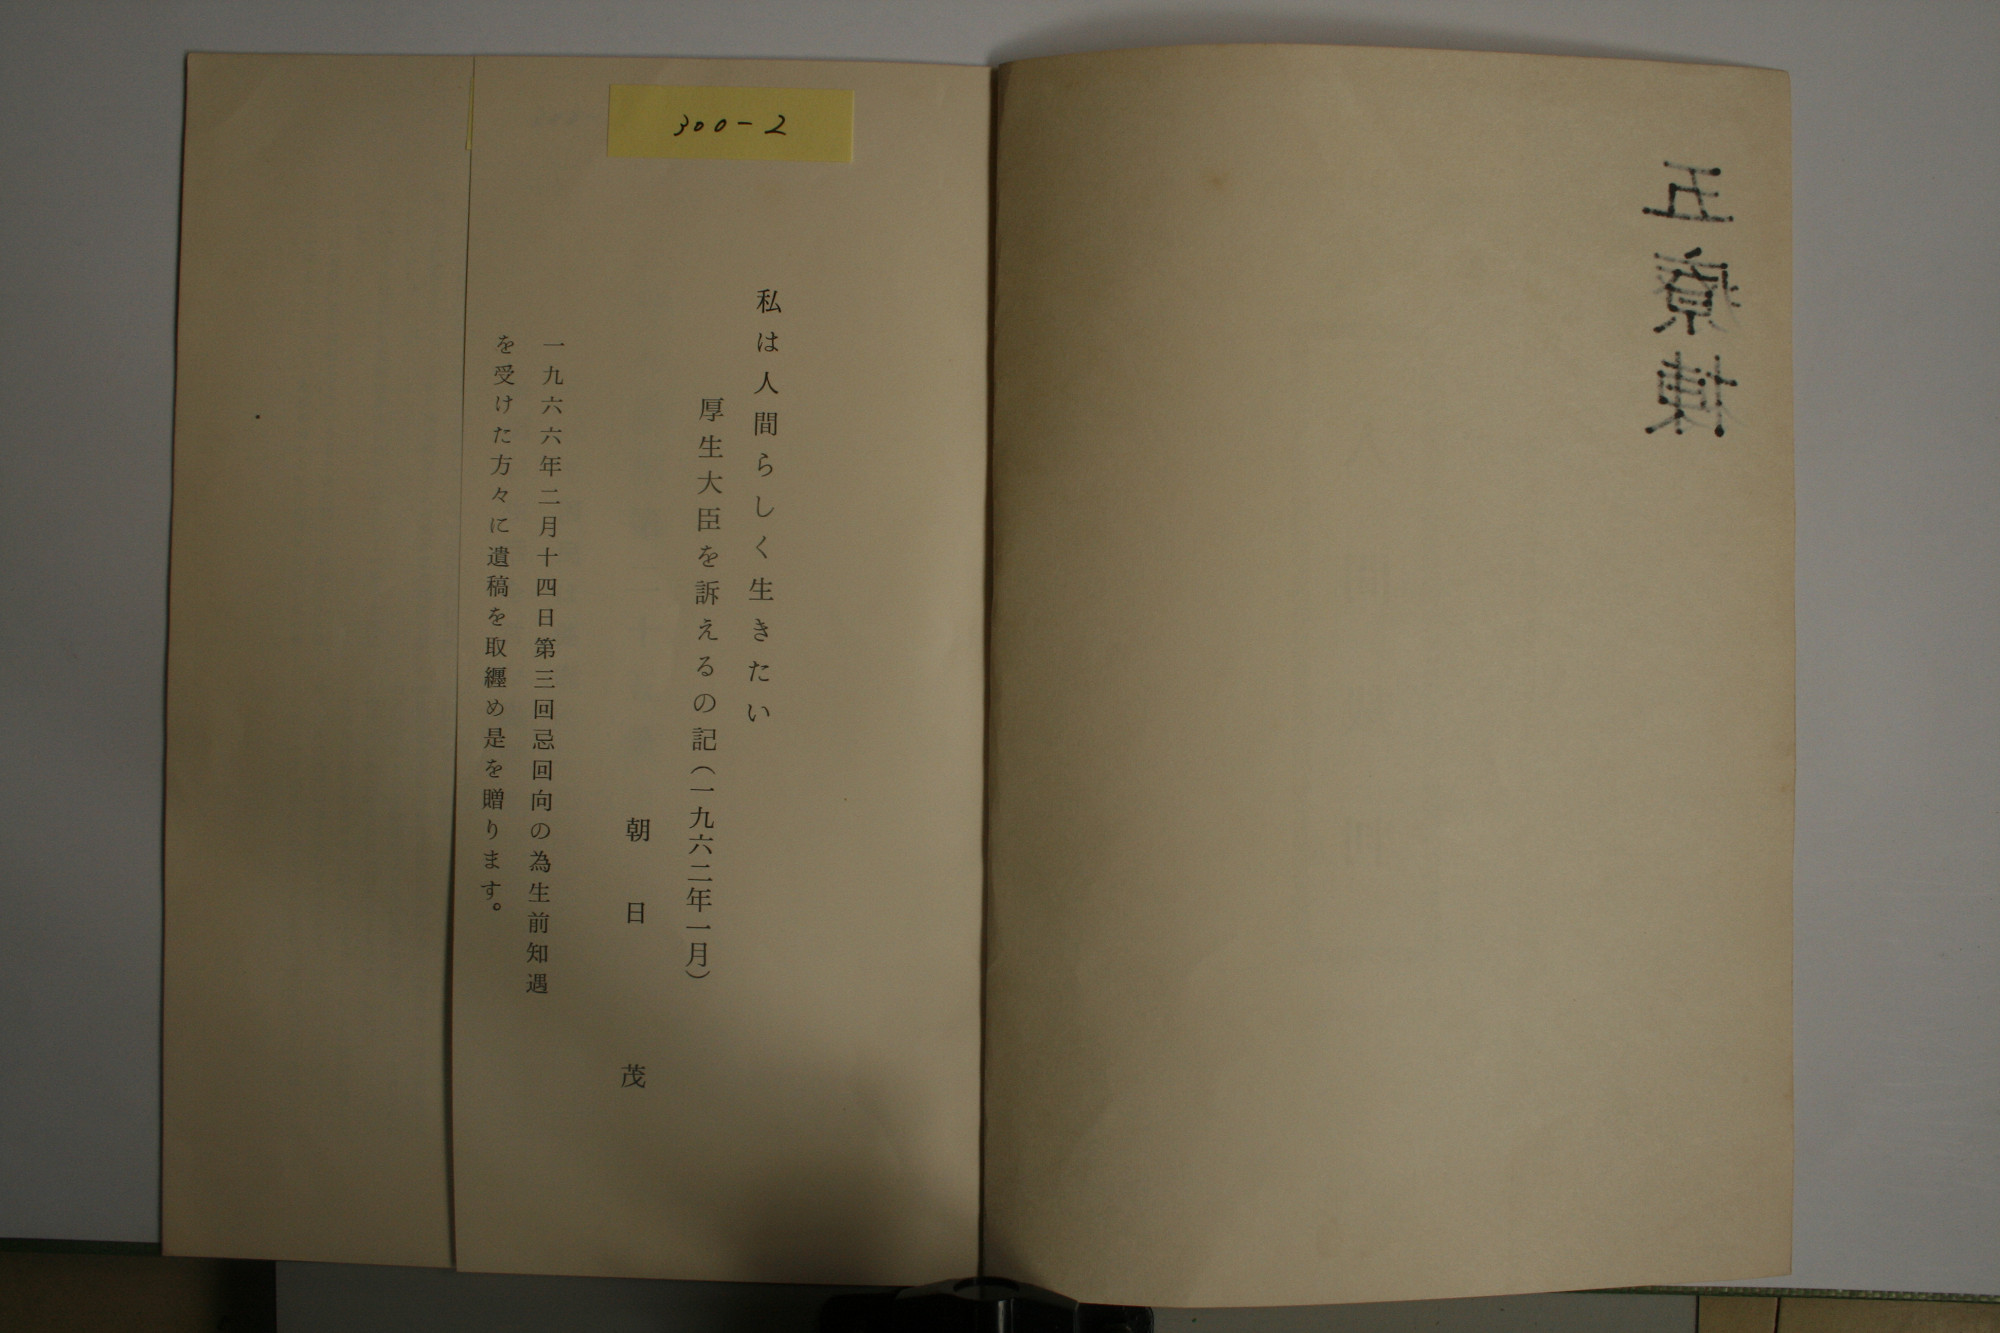 五療棟
300-2
私は人間らしく生きたい
厚生大臣を訴えるの記(一九六二年一月)
朝日茂
一九六六年二月十四日第三回忌回向の為生前知遇
を受けた方々に遺稿を取纒め是を贈ります。